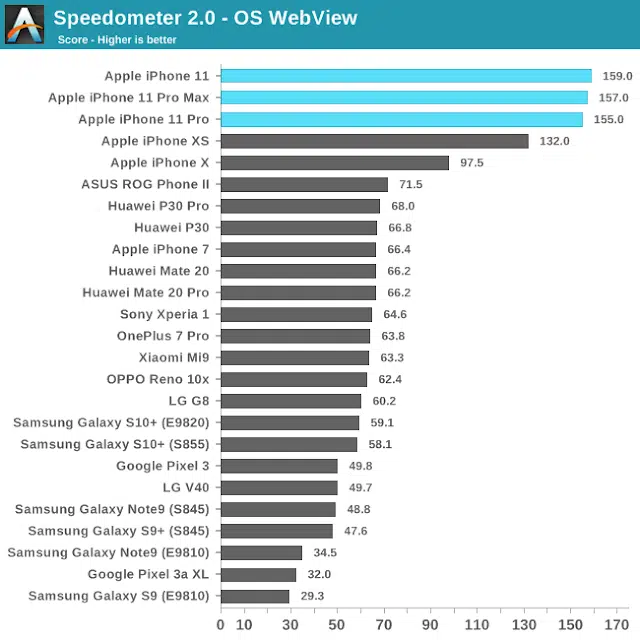 Speedometer 2.0 - OS WebView
Score - Higher is better
Apple iPhone 11 159.0
Apple iPhone 11 Pro Max 157.0
Apple iPhone 11 Pro 155.0
Apple iPhone XS 132.0
Apple iPhone X 97.5
ASUS ROG Phone II 71.5
Huawei P30 Pro 68.0
Huawei P30 66.8
Apple iPhone 7 66.4
Huawei Mate 20 66.2
Huawei Mate 20 Pro 66.2
Sony Xperia 1 64.6
OnePlus 7 Pro 63.8
Xiaomi Mi9 63.3
OPPO Reno 10x 62.4
LG G8 60.2
Samsung Galaxy S10+ (E9820) 59.1
Samsung Galaxy S10+ (S855) 58.1
Google Pixel 3 49.8
LG V40 49.7
Samsung Galaxy Note9 (S845) 48.8
Samsung Galaxy S9+ (S845) 47.6
Samsung Galaxy Note9 (E9810) 34.5
Google Pixel 3a XL 32.0
Samsung Galaxy S9 (E9810) 29.3
0 10 30 50 70 90 110 130 150 170